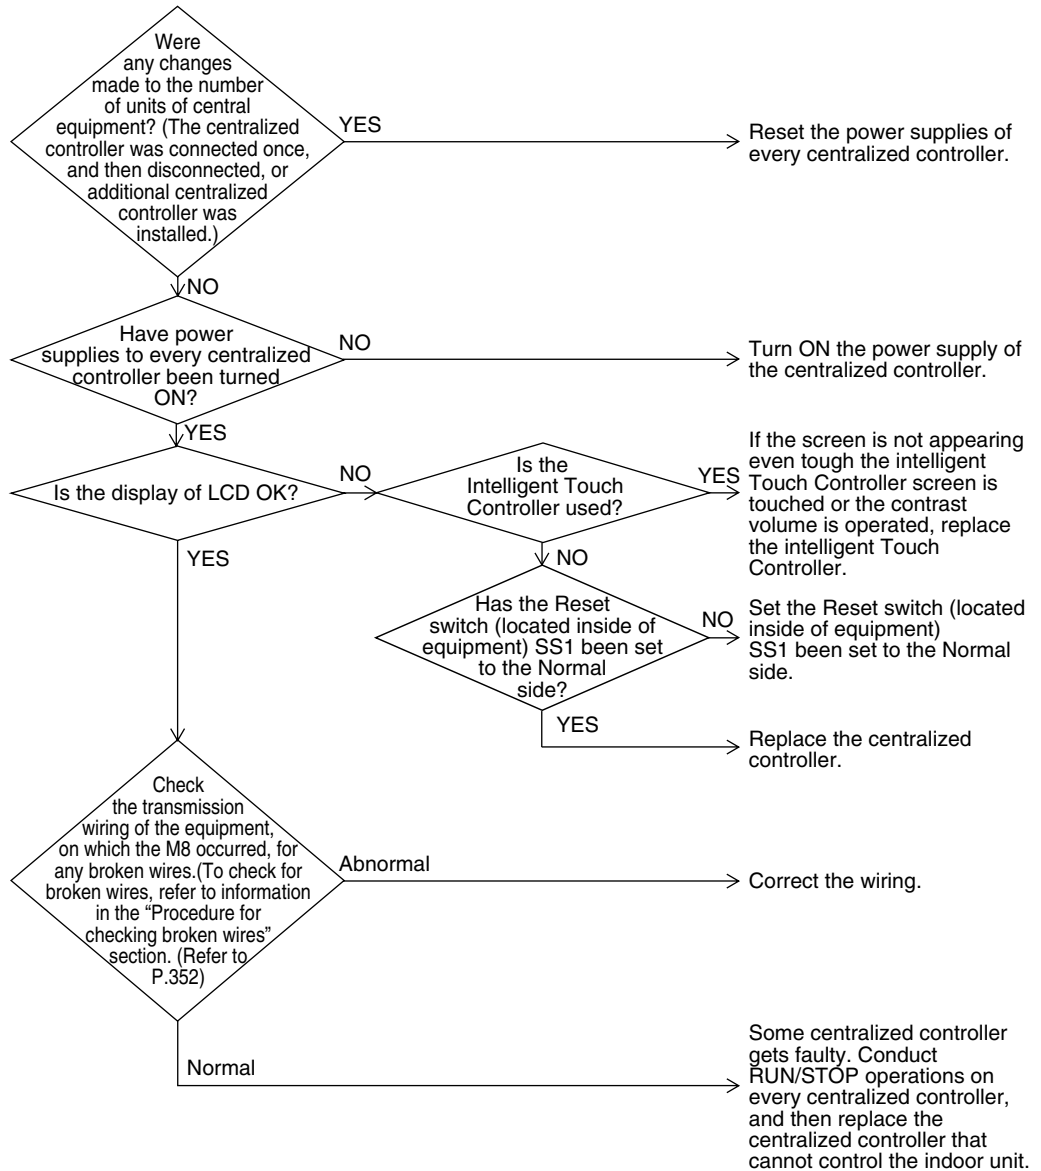 Were
any changes
made to the number
of units of central
equipment? (The centralized
controller was connected once,
and then disconnected, or
additional centralized
controller was
installed.)
YES
Reset the power supplies of
every centralized controller.
NO
Have power
supplies to every centralized
controller been turned
ON?
NO
Turn ON the power supply of
the centralized controller.
YES
Is the display of LCD OK?
NO
Is the
Intelligent Touch
Controller used?
YES
If the screen is not appearing
even tough the intelligent
Touch Controller screen is
touched or the contrast
volume is operated, replace
the intelligent Touch
Controller.
YES
NO
Has the Reset
switch (located inside of
equipment) SS1 been set
to the Normal
side?
NO
Set the Reset switch (located
inside of equipment)
SS1 been set to the Normal
side.
YES
Replace the centralized
controller.
Check
the transmission
wiring of the equipment,
on which the M8 occurred, for
any broken wires.(To check for
broken wires, refer to information
in the “Procedure for
checking broken wires”
section. (Refer to
P.352)
Abnormal
Correct the wiring.
Normal
Some centralized controller
gets faulty. Conduct
RUN/STOP operations on
every centralized controller,
and then replace the
centralized controller that
cannot control the indoor unit.